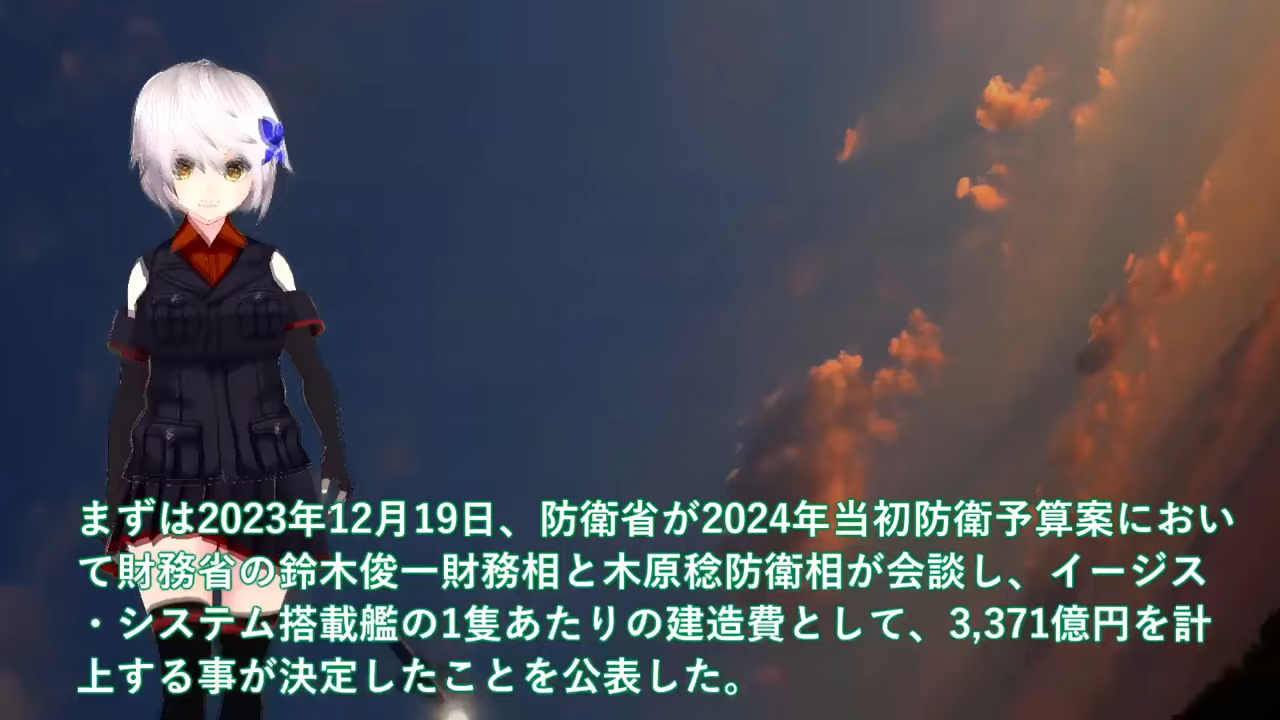 まずは2023年12月19日、防衛省が2024年当初防衛予算案におい
て財務省の鈴木俊一財務相と木原稔防衛相が会談し、イージス
・システム搭載艦の1隻あたりの建造費として、3,371億円を計
上する事が決定したことを公表した。